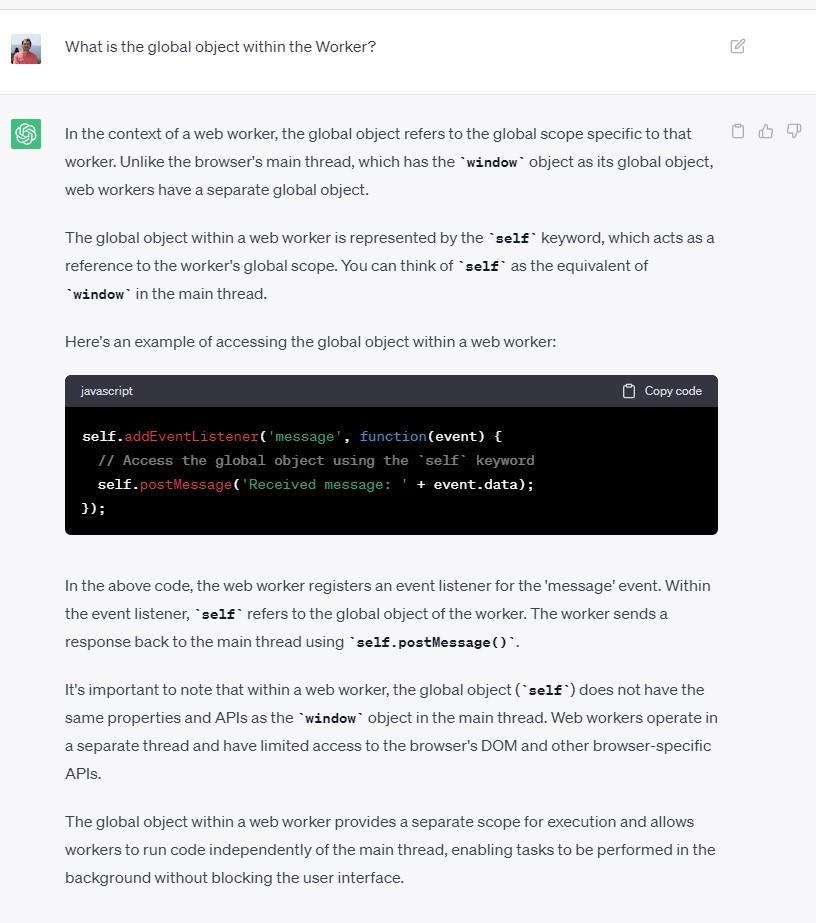 What is the global object within the Worker?
In the context of a web worker, the global object refers to the global scope specific to that
worker. Unlike the browser's main thread, which has the `window` object as its global object,
web workers have a separate global object.
The global object within a web worker is represented by the `self` keyword, which acts as a
reference to the worker's global scope. You can think of `self` as the equivalent of
`window` in the main thread.
Here's an example of accessing the global object within a web worker:
javascript Copy code
self.addEventListener('message', function(event) {
  // Access the global object using the `self` keyword
  self.postMessage('Received message: ' + event.data);
});
In the above code, the web worker registers an event listener for the 'message' event. Within
the event listener, `self` refers to the global object of the worker. The worker sends a
response back to the main thread using `self.postMessage()`.
It's important to note that within a web worker, the global object (`self`) does not have the
same properties and APIs as the `window` object in the main thread. Web workers operate in
a separate thread and have limited access to the browser's DOM and other browser-specific
APIs.
The global object within a web worker provides a separate scope for execution and allows
workers to run code independently of the main thread, enabling tasks to be performed in the
background without blocking the user interface.